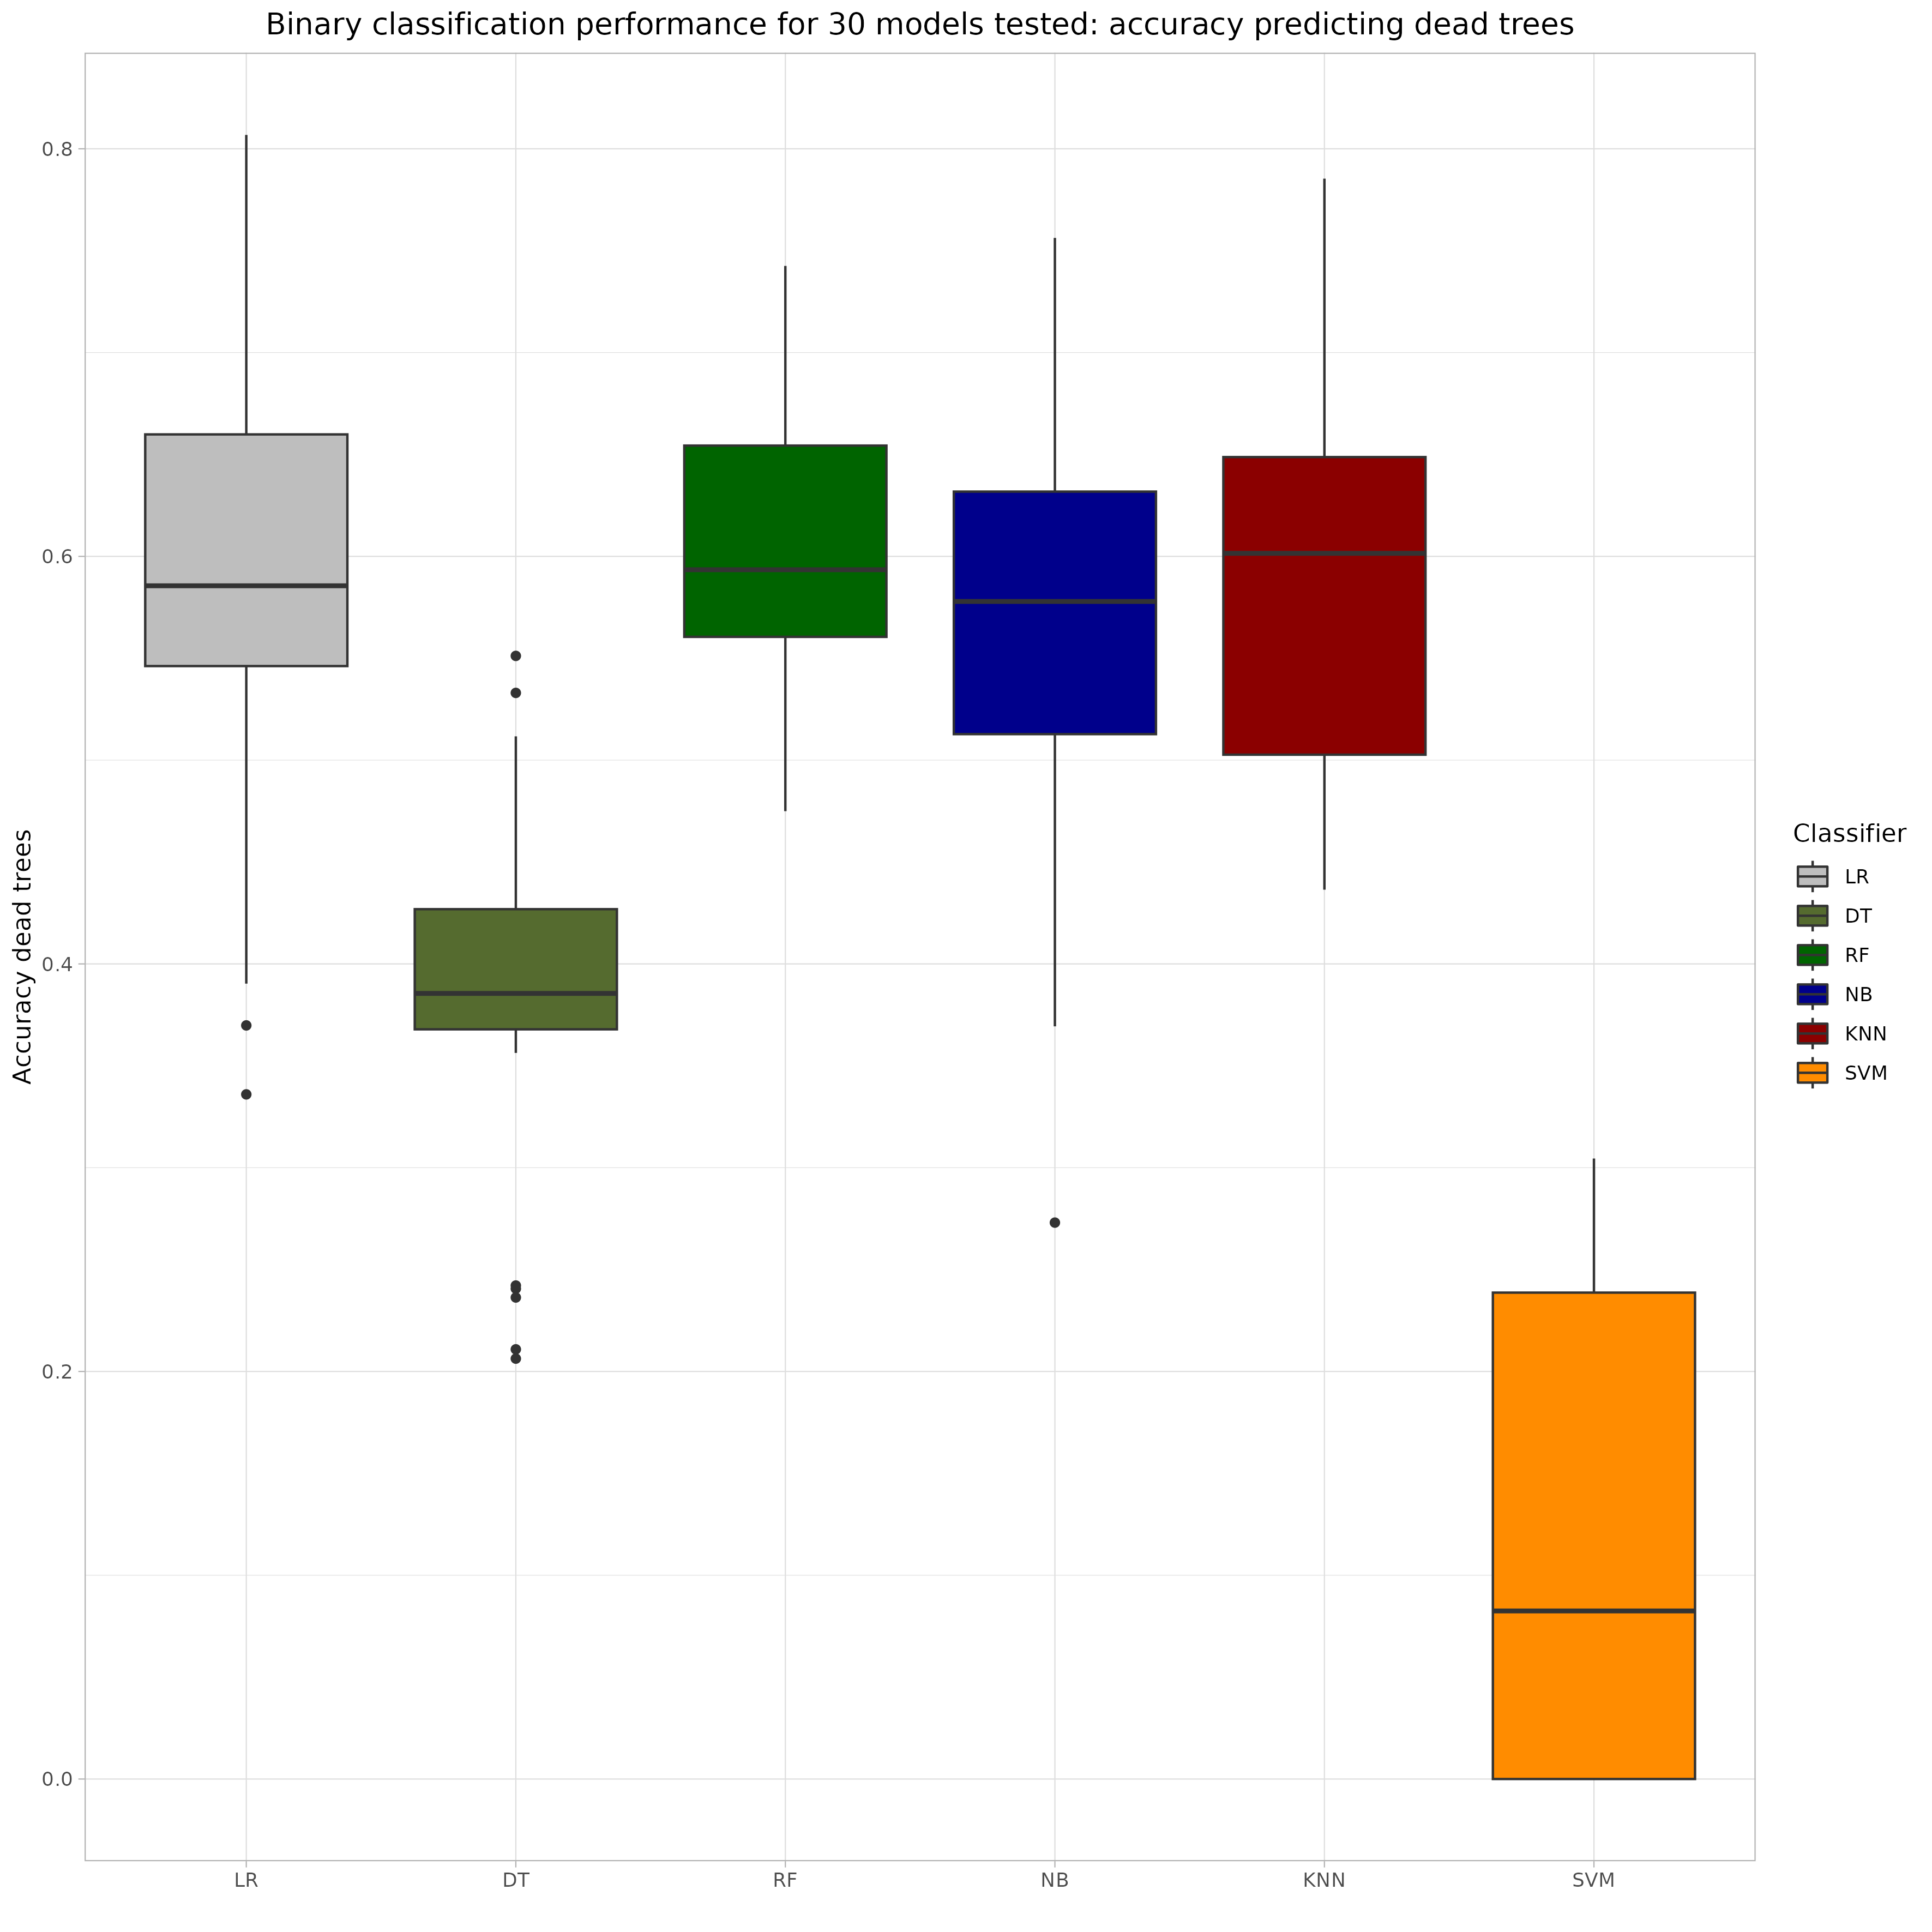 Binary classification performance for 30 models tested: accuracy predicting dead trees
Accuracy dead trees
0.8
0.6
0.4
0.2
0.0
LR DT RF NB KNN SVM
Classifier
LR
DT
RF
NB
KNN
SVM